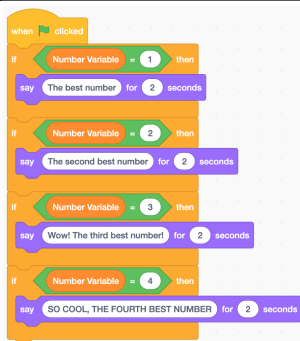 when clicked
if Number Variable = 1 then
say The best number for 2 seconds
if Number Variable = 2 then
say The second best number for 2 seconds
if Number Variable = 3 then
say Wow! The third best number! for 2 seconds
if Number Variable = 4 then
say SO COOL, THE FOURTH BEST NUMBER for 2 seconds